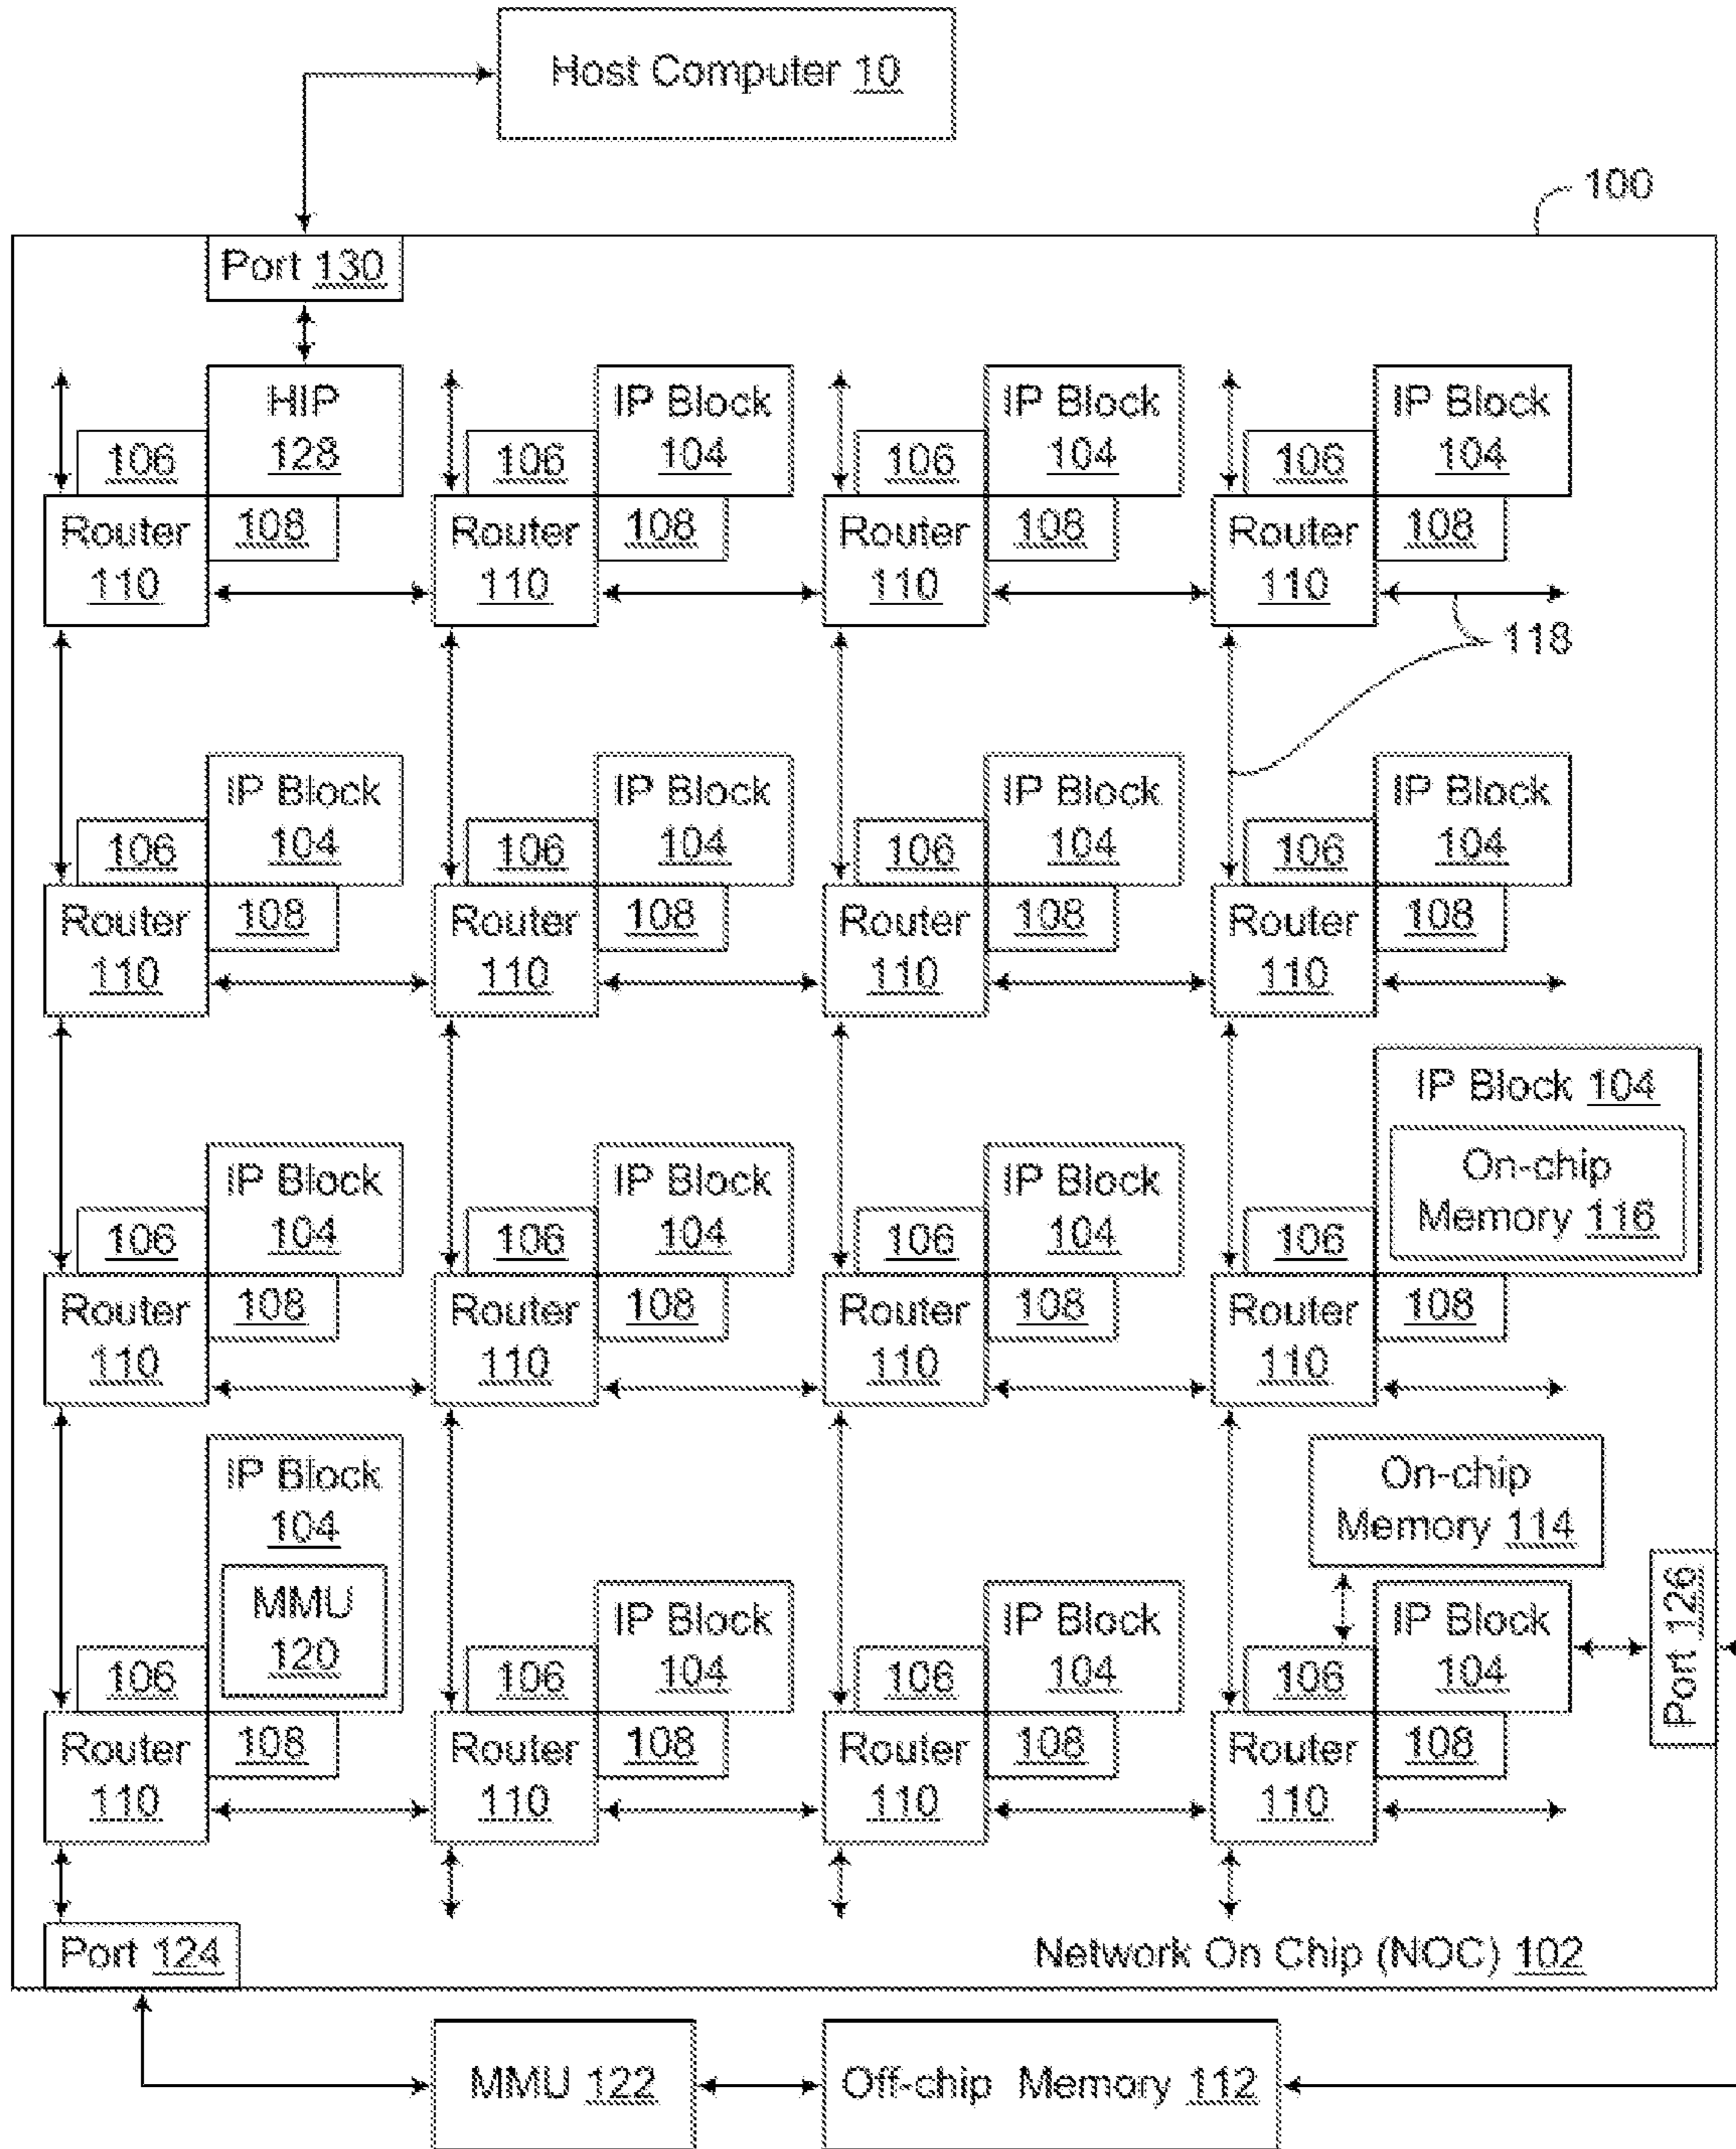 Host Computer 10
100
Port 130
HIP
128
IP Block
104
IP Block
104
IP Block
104
106
106
106
106
Router
110
108
Router
110
108
Router
110
108
Router
110
108
118
IP Block
104
IP Block
104
IP Block
104
IP Block
104
106
106
106
106
Router
110
108
Router
110
108
Router
110
108
Router
110
108
IP Block
104
IP Block
104
IP Block
104
IP Block 104
On-chip
Memory 116
106
106
106
106
Router
110
108
Router
110
108
Router
110
108
Router
110
108
IP Block
104
MMU
120
On-chip
Memory 114
IP Block
104
IP Block
104
IP Block
104
Port 126
106
106
106
106
Router
110
108
Router
110
108
Router
110
108
Router
110
108
Port 124
Network On Chip (NOC) 102
MMU 122
Off-chip Memory 112